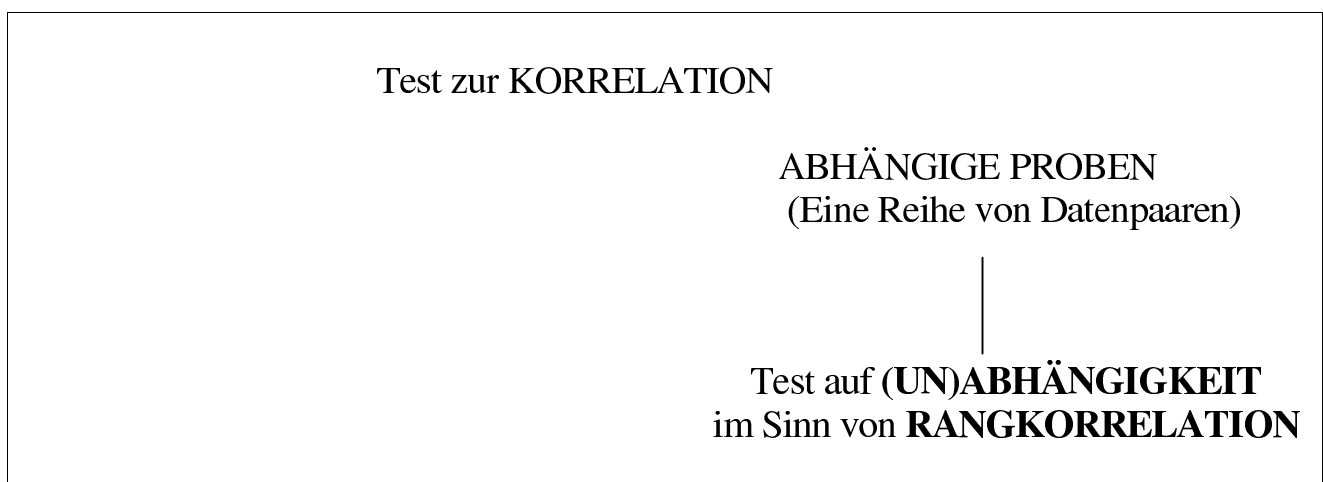 Test zur KORRELATION
ABHÄNGIGE PROBEN
(Eine Reihe von Datenpaaren)
Test auf (UN)ABHÄNGIGKEIT
im Sinn von RANGKORRELATION